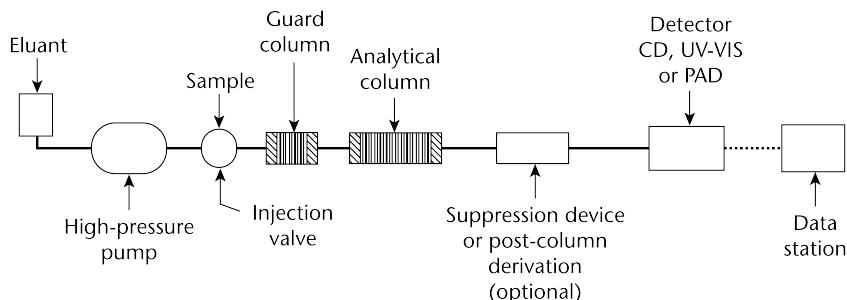 Eluant
High-pressure
pump
Sample
Injection
valve
Guard
column
Analytical
column
Suppression device
or post-column
derivation
(optional)
Detector
CD, UV-VIS
or PAD
Data
station